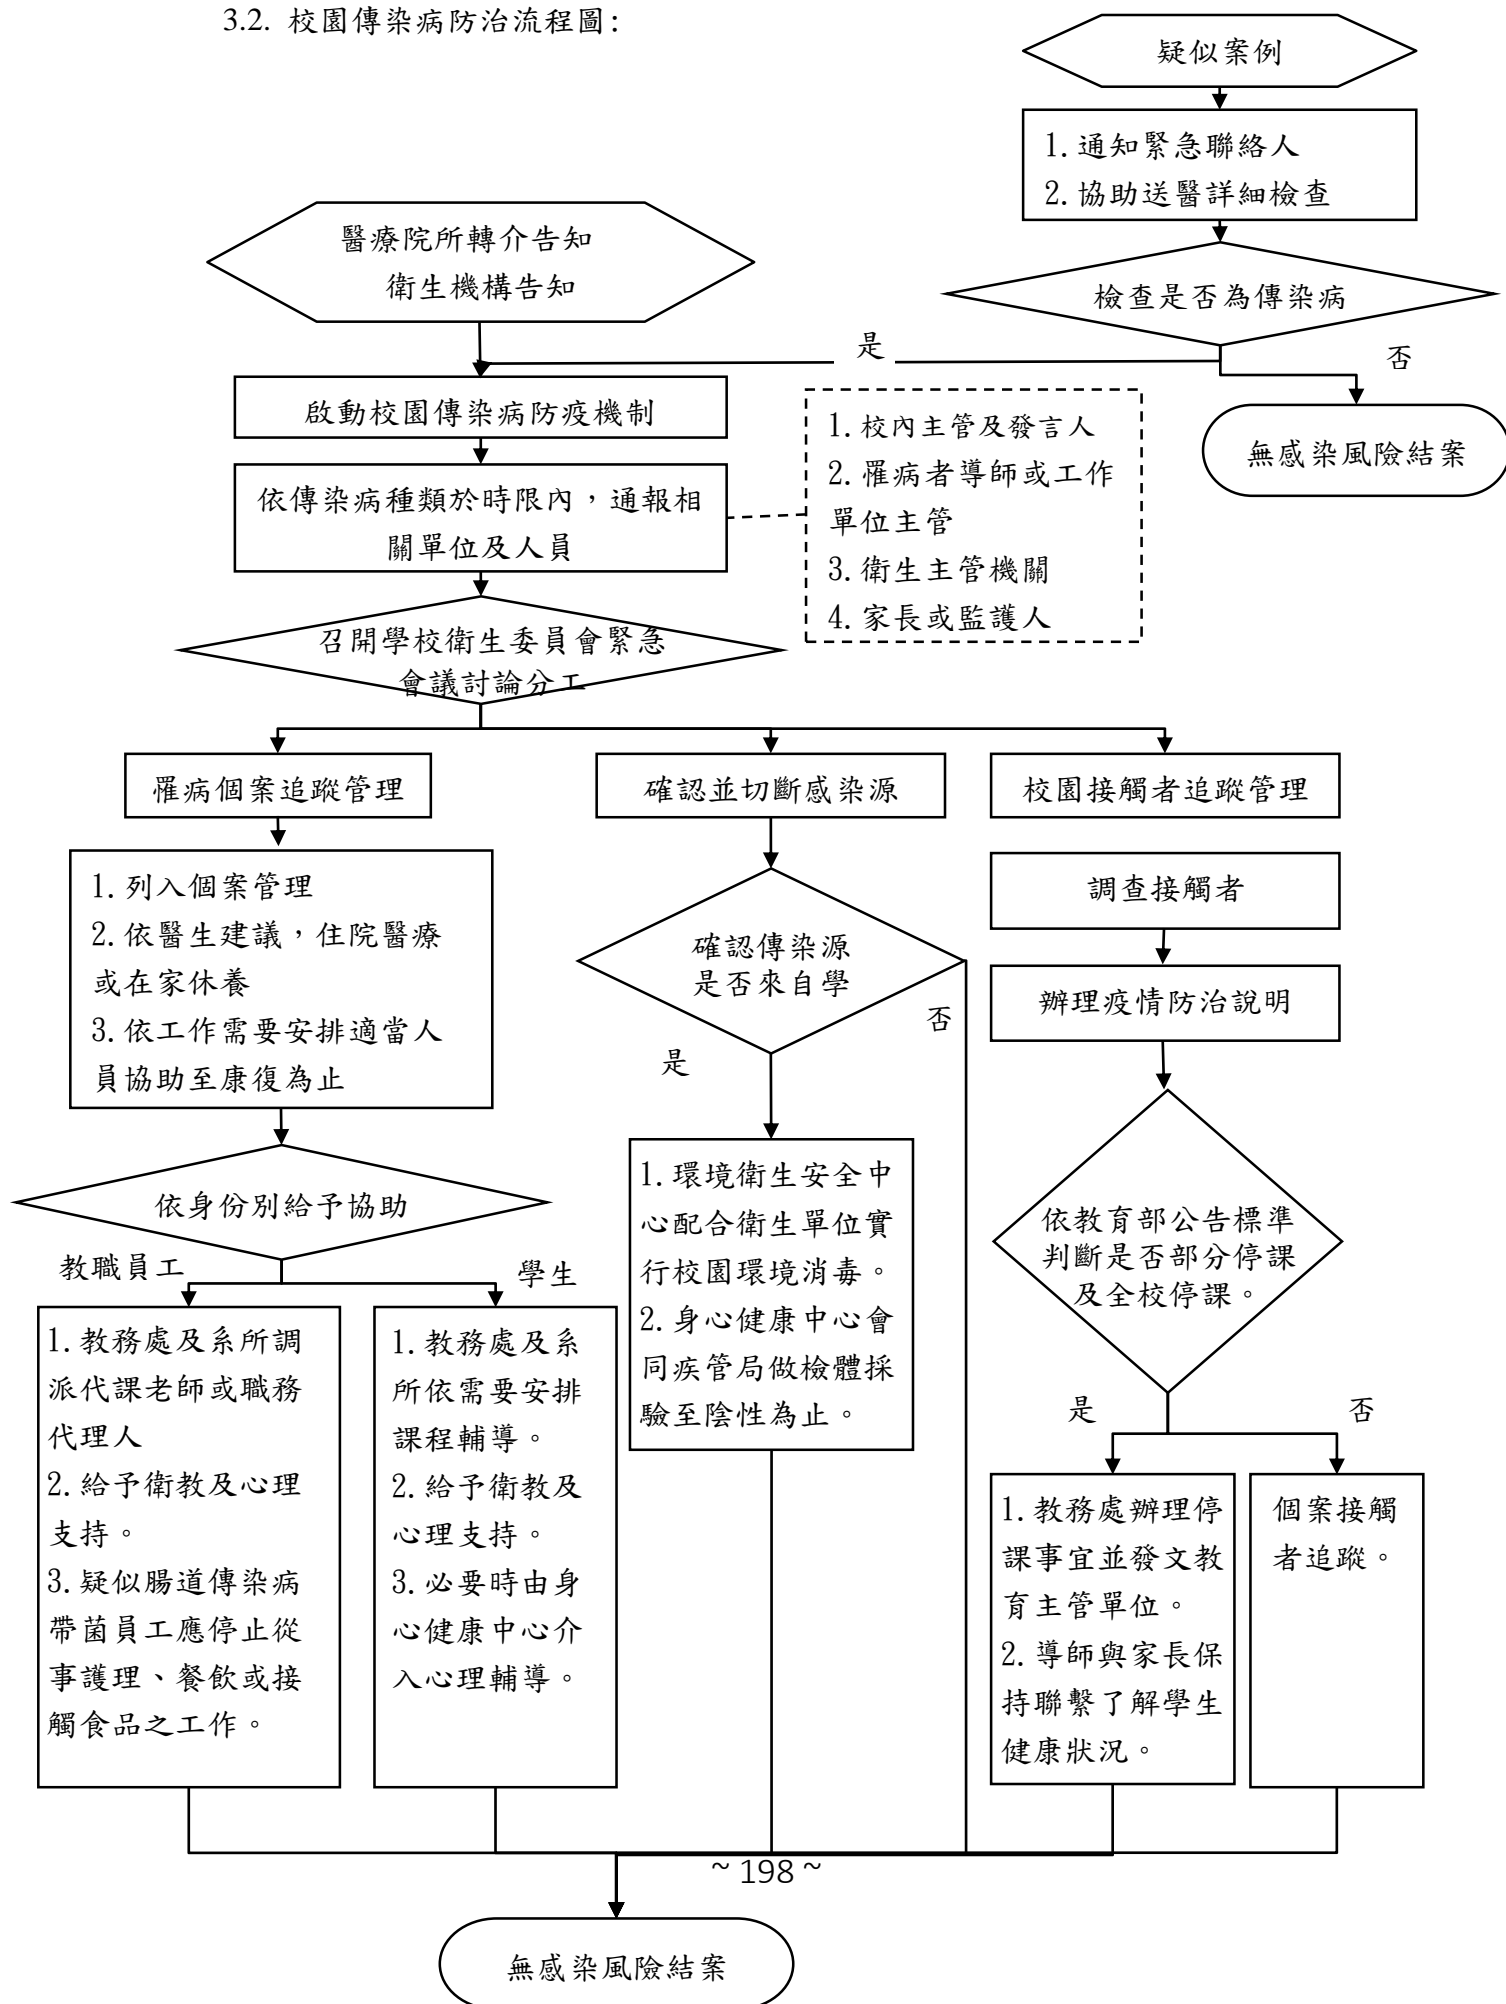 3.2. 校園傳染病防治流程圖:
疑似案例
1.通知緊急聯絡人
2.協助送醫詳細檢查
醫療院所轉介告知
衛生機構告知
檢查是否為傳染病
是
否
啟動校園傳染病防疫機制
無感染風險結案
依傳染病種類於時限內，通報相
關單位及人員
1.校內主管及發言人
2.罹病者導師或工作
單位主管
3.衛生主管機關
4.家長或監護人
召開學校衛生委員會緊急
會議討論分工
罹病個案追蹤管理
確認並切斷感染源
校園接觸者追蹤管理
1.列入個案管理
2.依醫生建議，住院醫療
或在家休養
3.依工作需要安排適當人
員協助至康復為止
確認傳染源
是否來自學
是
否
調查接觸者
辦理疫情防治說明
依身份別給予協助
教職員工
學生
1.環境衛生安全中
心配合衛生單位實
行校園環境消毒。
2.身心健康中心會
同疾管局做檢體採
驗至陰性為止。
依教育部公告標準
判斷是否部分停課
及全校停課。
是
否
1.教務處及系所調
派代課老師或職務
代理人
2.給予衛教及心理
支持。
3.疑似腸道傳染病
帶菌員工應停止從
事護理、餐飲或接
觸食品之工作。
1.教務處及系
所依需要安排
課程輔導。
2.給予衛教及
心理支持。
3.必要時由身
心健康中心介
入心理輔導。
1.教務處辦理停
課事宜並發文教
育主管單位。
2.導師與家長保
持聯繫了解學生
健康狀況。
個案接觸
者追蹤。
~ 198 ~
無感染風險結案